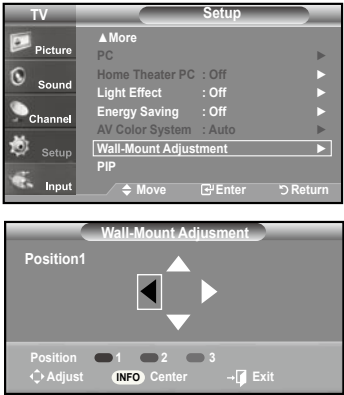 TV Setup
Picture
Sound
Channel
Setup
Input
▲More
PC ►
Home Theater PC : Off ►
Light Effect : Off ►
Energy Saving : Off ►
AV Color System : Auto ►
Wall-Mount Adjustment ►
PIP
Move Enter Return
Wall-Mount Adjusment
Position1
Position 1 2 3
Adjust INFO Center Exit